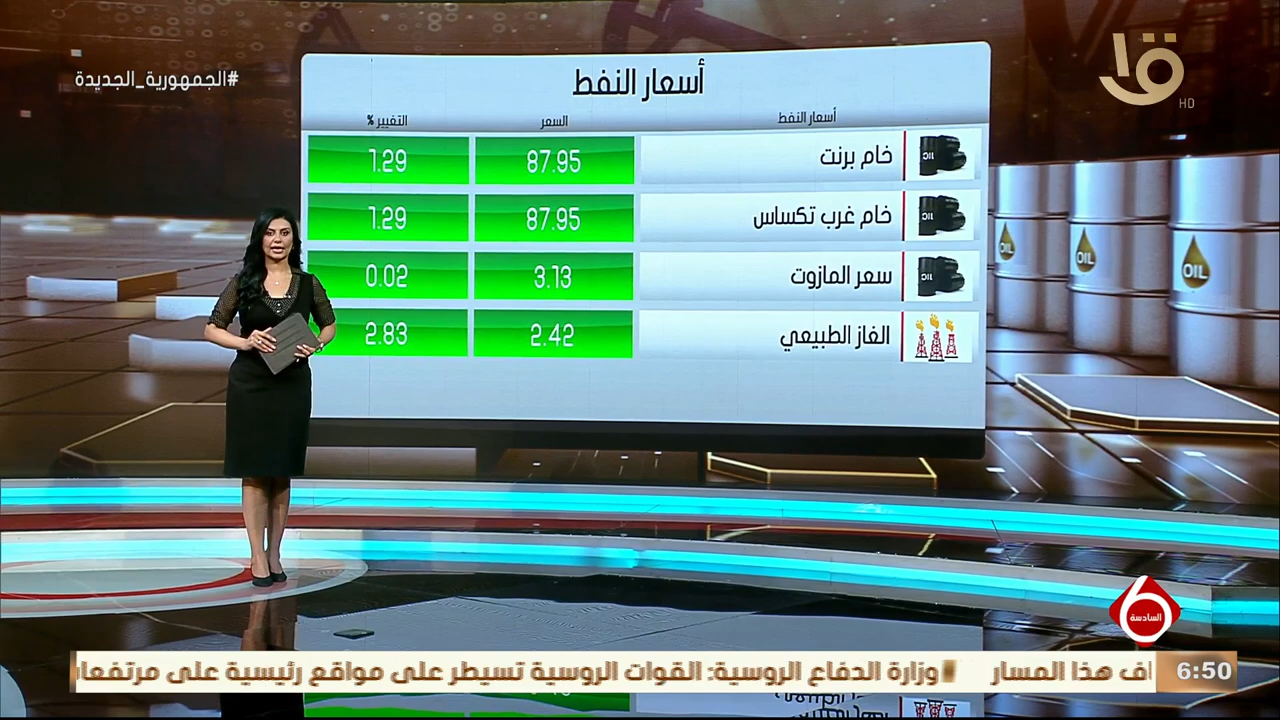 #الجمهورية_الجديدة
HD
أسعار النفط
أسعار النفط السعر التغيير %
خام برنت 87.95 1.29
خام غرب تكساس 87.95 1.29
سعر المازوت 3.13 0.02
الغاز الطبيعي 2.42 2.83
OIL OIL OIL
6 السادسة
6:50 اف هذا المسار وزارة الدفاع الروسية: القوات الروسية تسيطر على مواقع رئيسية على مرتفعا